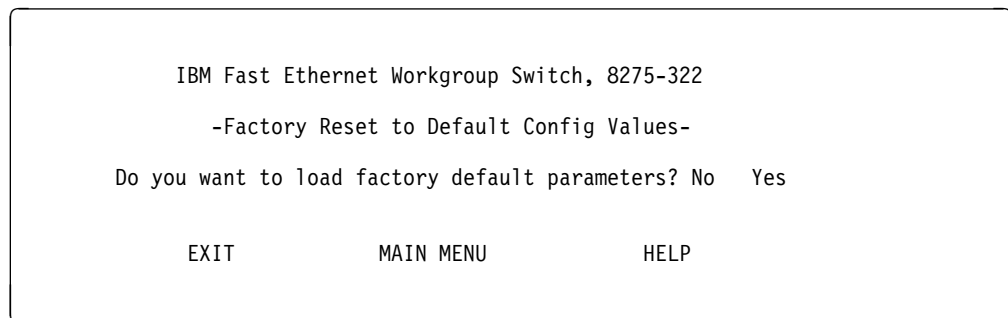 IBM Fast Ethernet Workgroup Switch, 8275-322
-Factory Reset to Default Config Values-
Do you want to load factory default parameters? No Yes
EXIT MAIN MENU HELP